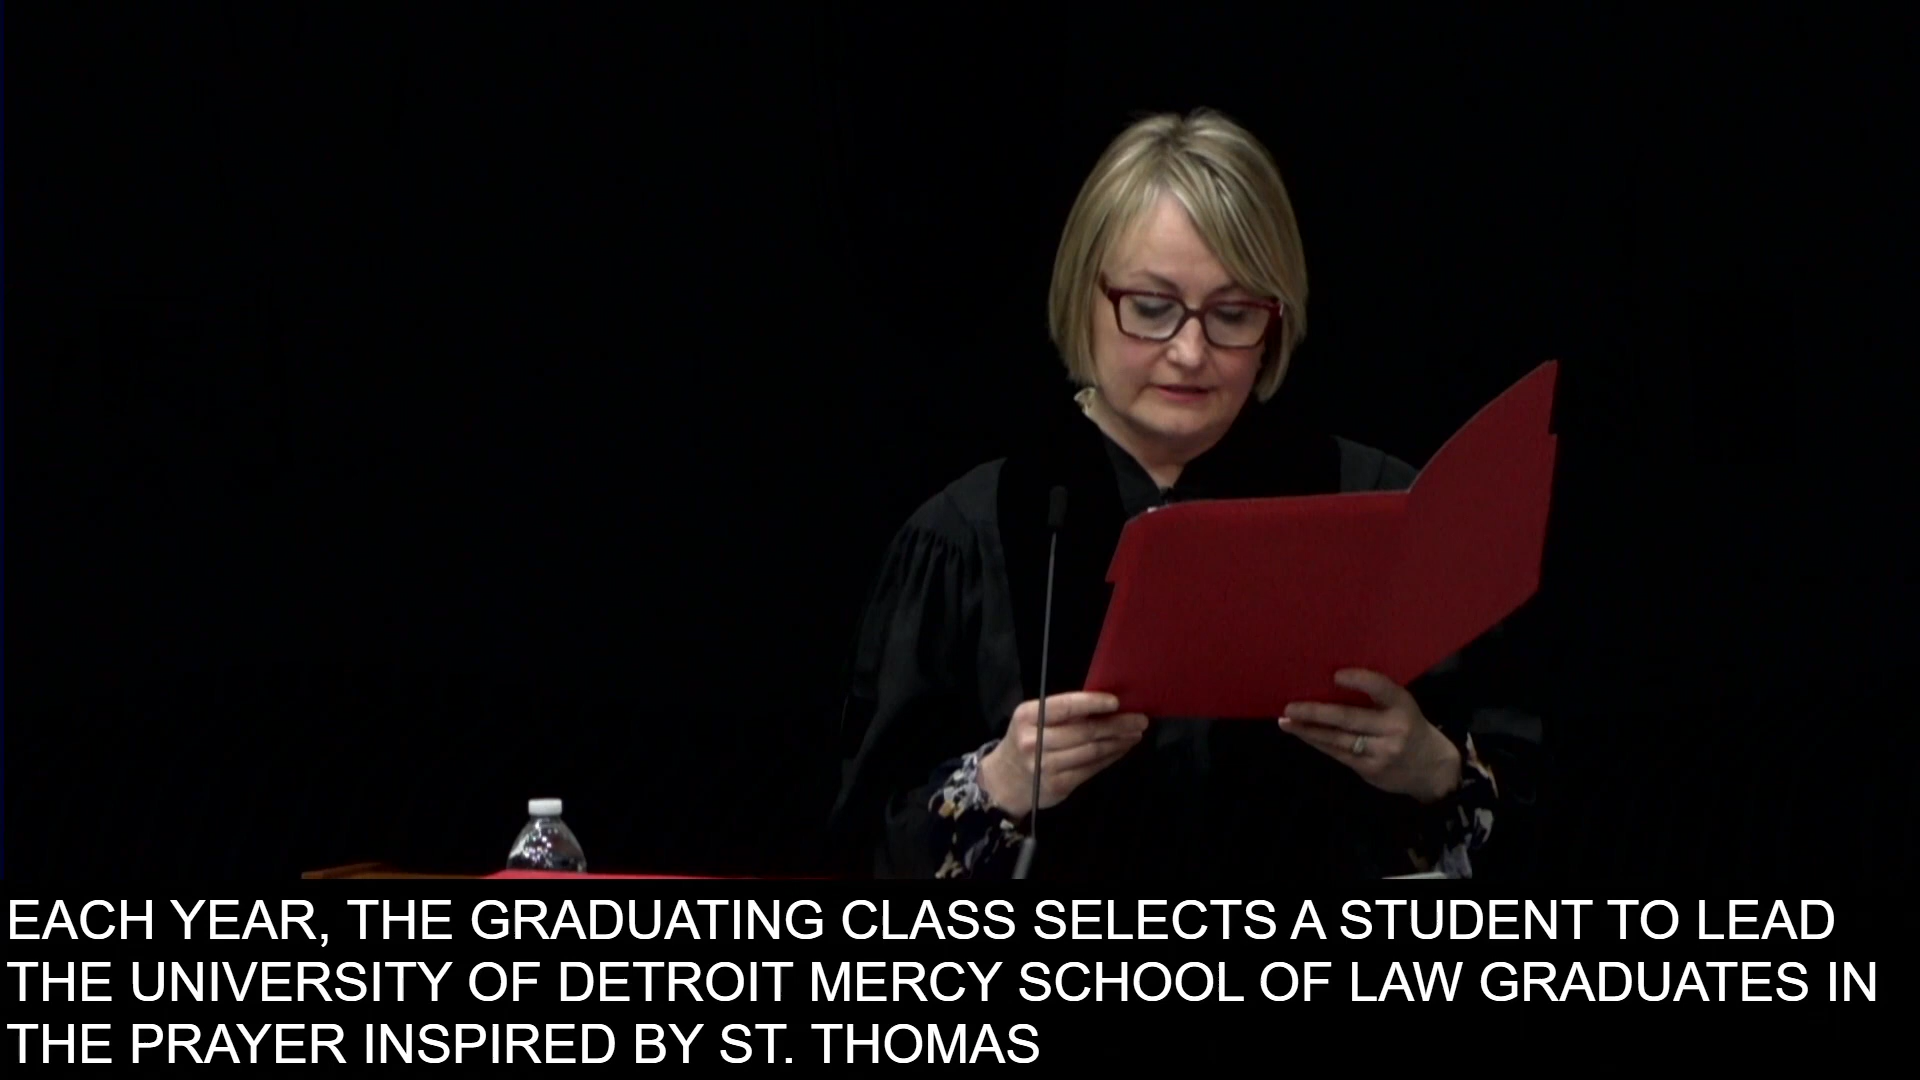 EACH YEAR, THE GRADUATING CLASS SELECTS A STUDENT TO LEAD
THE UNIVERSITY OF DETROIT MERCY SCHOOL OF LAW GRADUATES IN
THE PRAYER INSPIRED BY ST. THOMAS